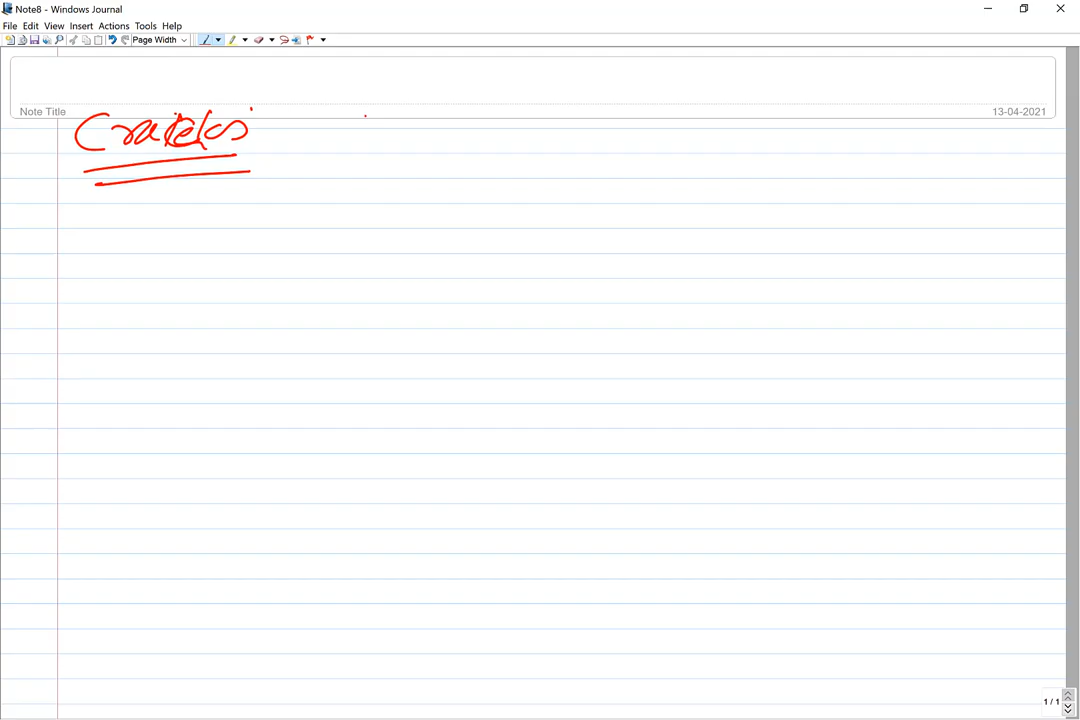 Note8 - Windows Journal
File Edit View Insert Actions Tools Help
Page Width
Note Title
13-04-2021
1 / 1